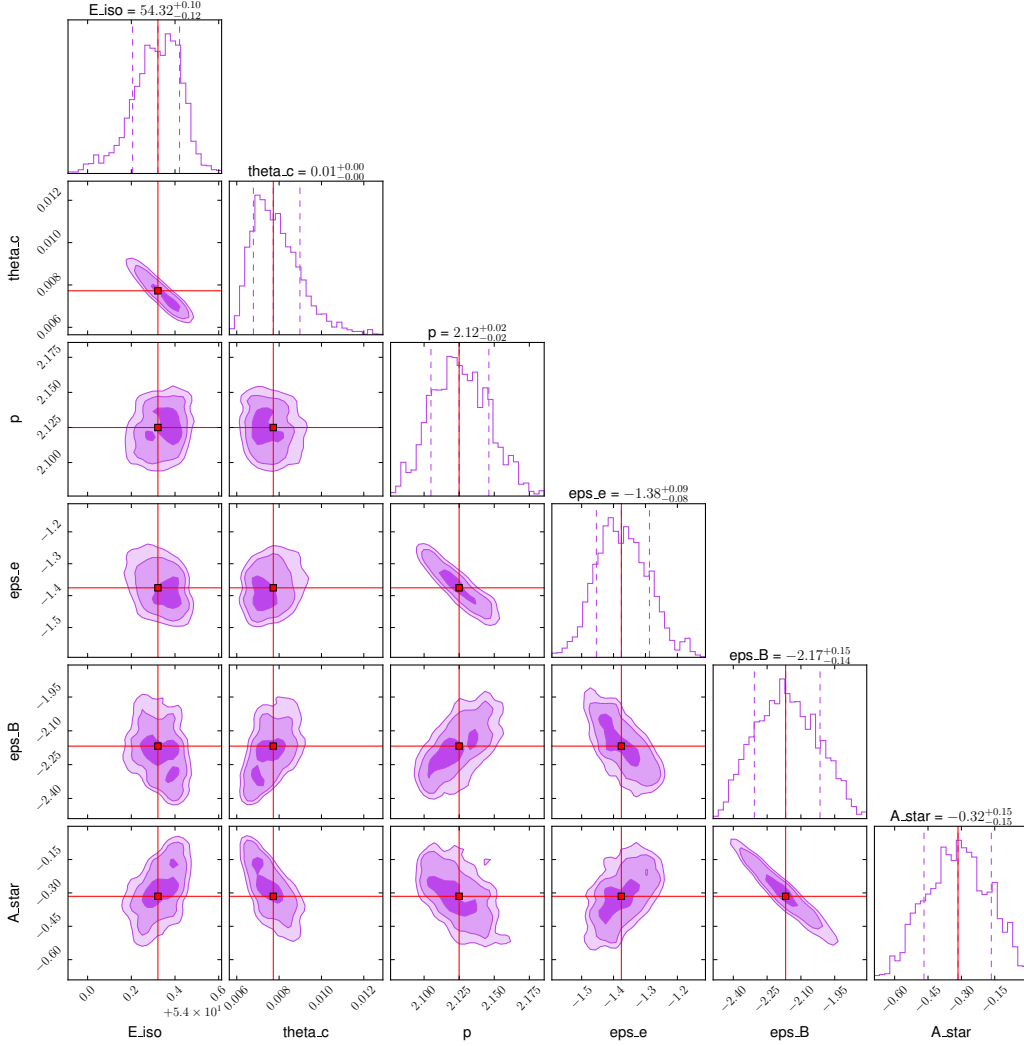 E_iso = 54.32^{+0.10}_{-0.12}
theta_c = 0.01^{+0.00}_{-0.00}
0.012
0.010
0.008
0.006
theta_c
p = 2.12^{+0.02}_{-0.02}
2.175
2.150
2.125
2.100
p
eps_e = −1.38^{+0.09}_{-0.08}
−1.2
−1.3
−1.4
−1.5
eps_e
eps_B = −2.17^{+0.15}_{-0.14}
−1.95
−2.10
−2.25
−2.40
eps_B
A_star = −0.32^{+0.15}_{-0.15}
−0.15
−0.30
−0.45
−0.60
A_star
0.0 0.2 0.4 0.6
+5.4 × 10^1
0.006 0.008 0.010 0.012
2.100 2.125 2.150 2.175
−1.5 −1.4 −1.3 −1.2
−2.40 −2.25 −2.10 −1.95
−0.60 −0.45 −0.30 −0.15
E_iso theta_c p eps_e eps_B A_star